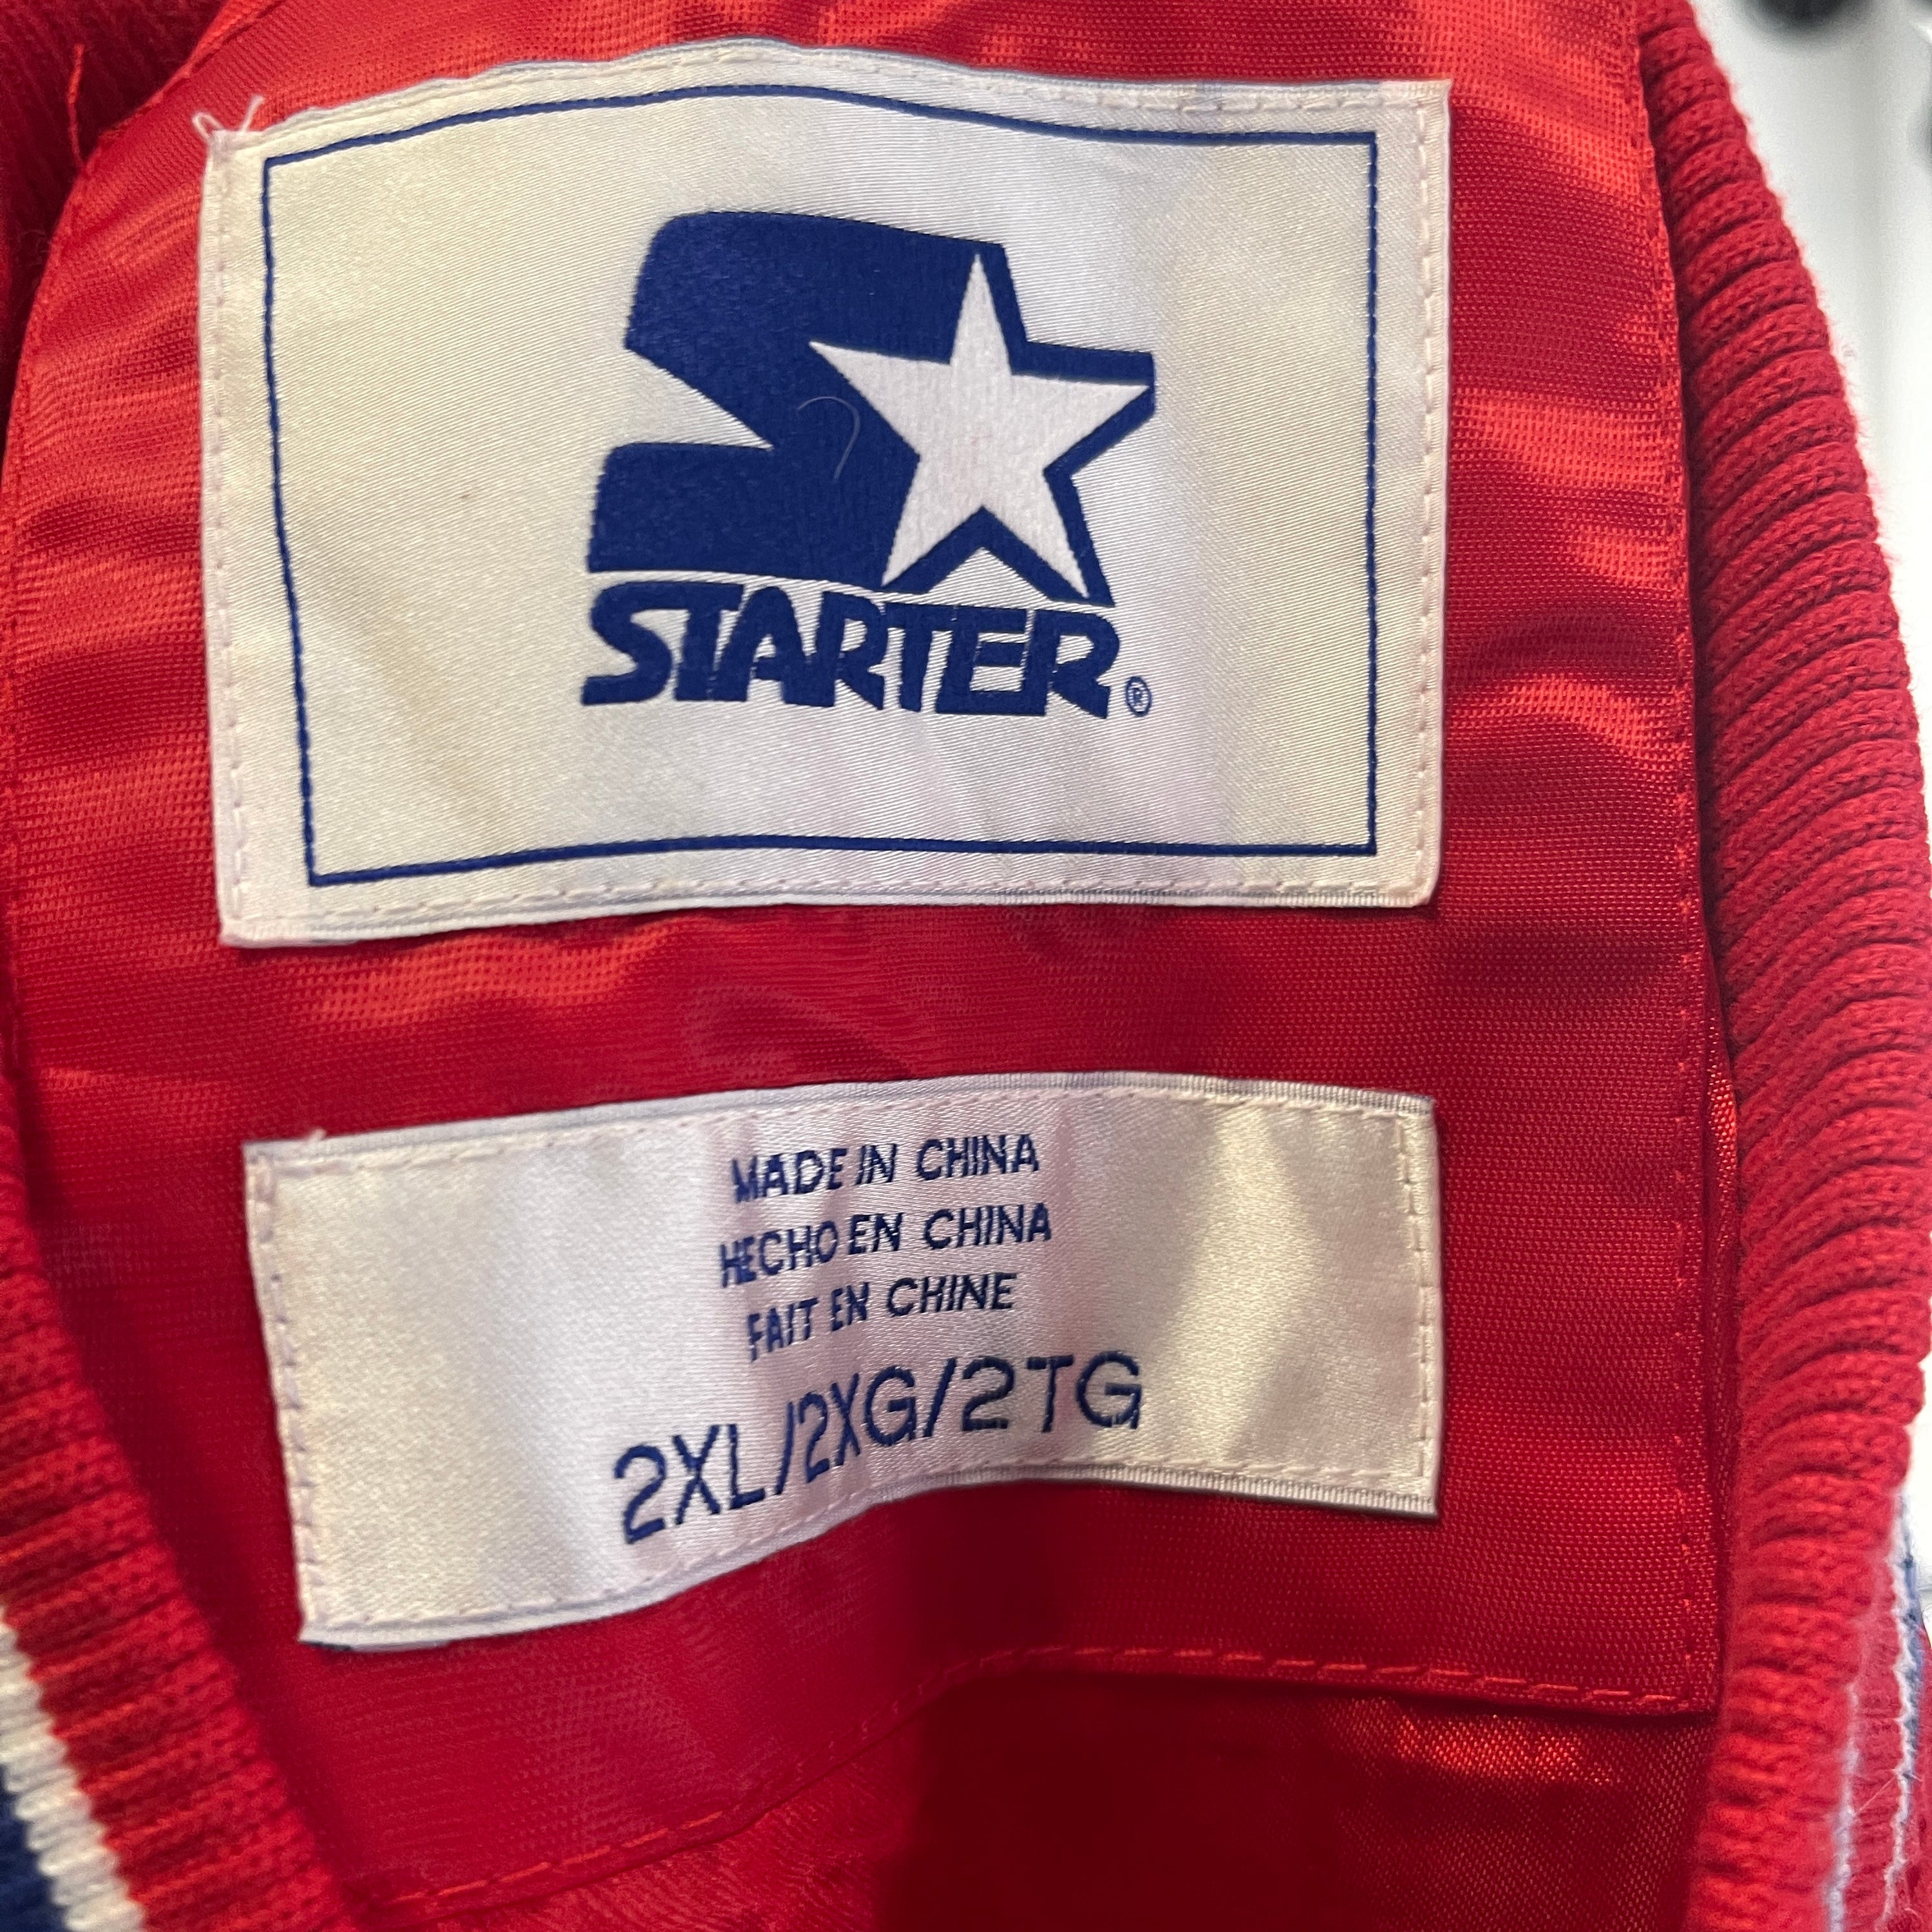 STARTER®
MADE IN CHINA
HECHO EN CHINA
FAIT EN CHINE
2XL/2XG/2TG